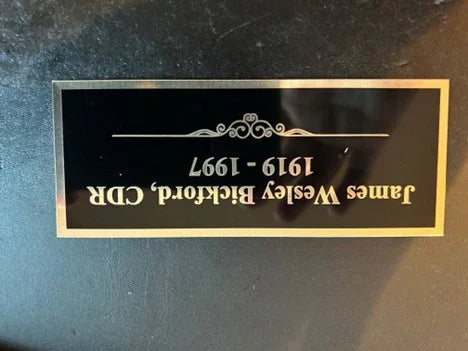 James Wesley Bickford, CDR
1919 - 1997